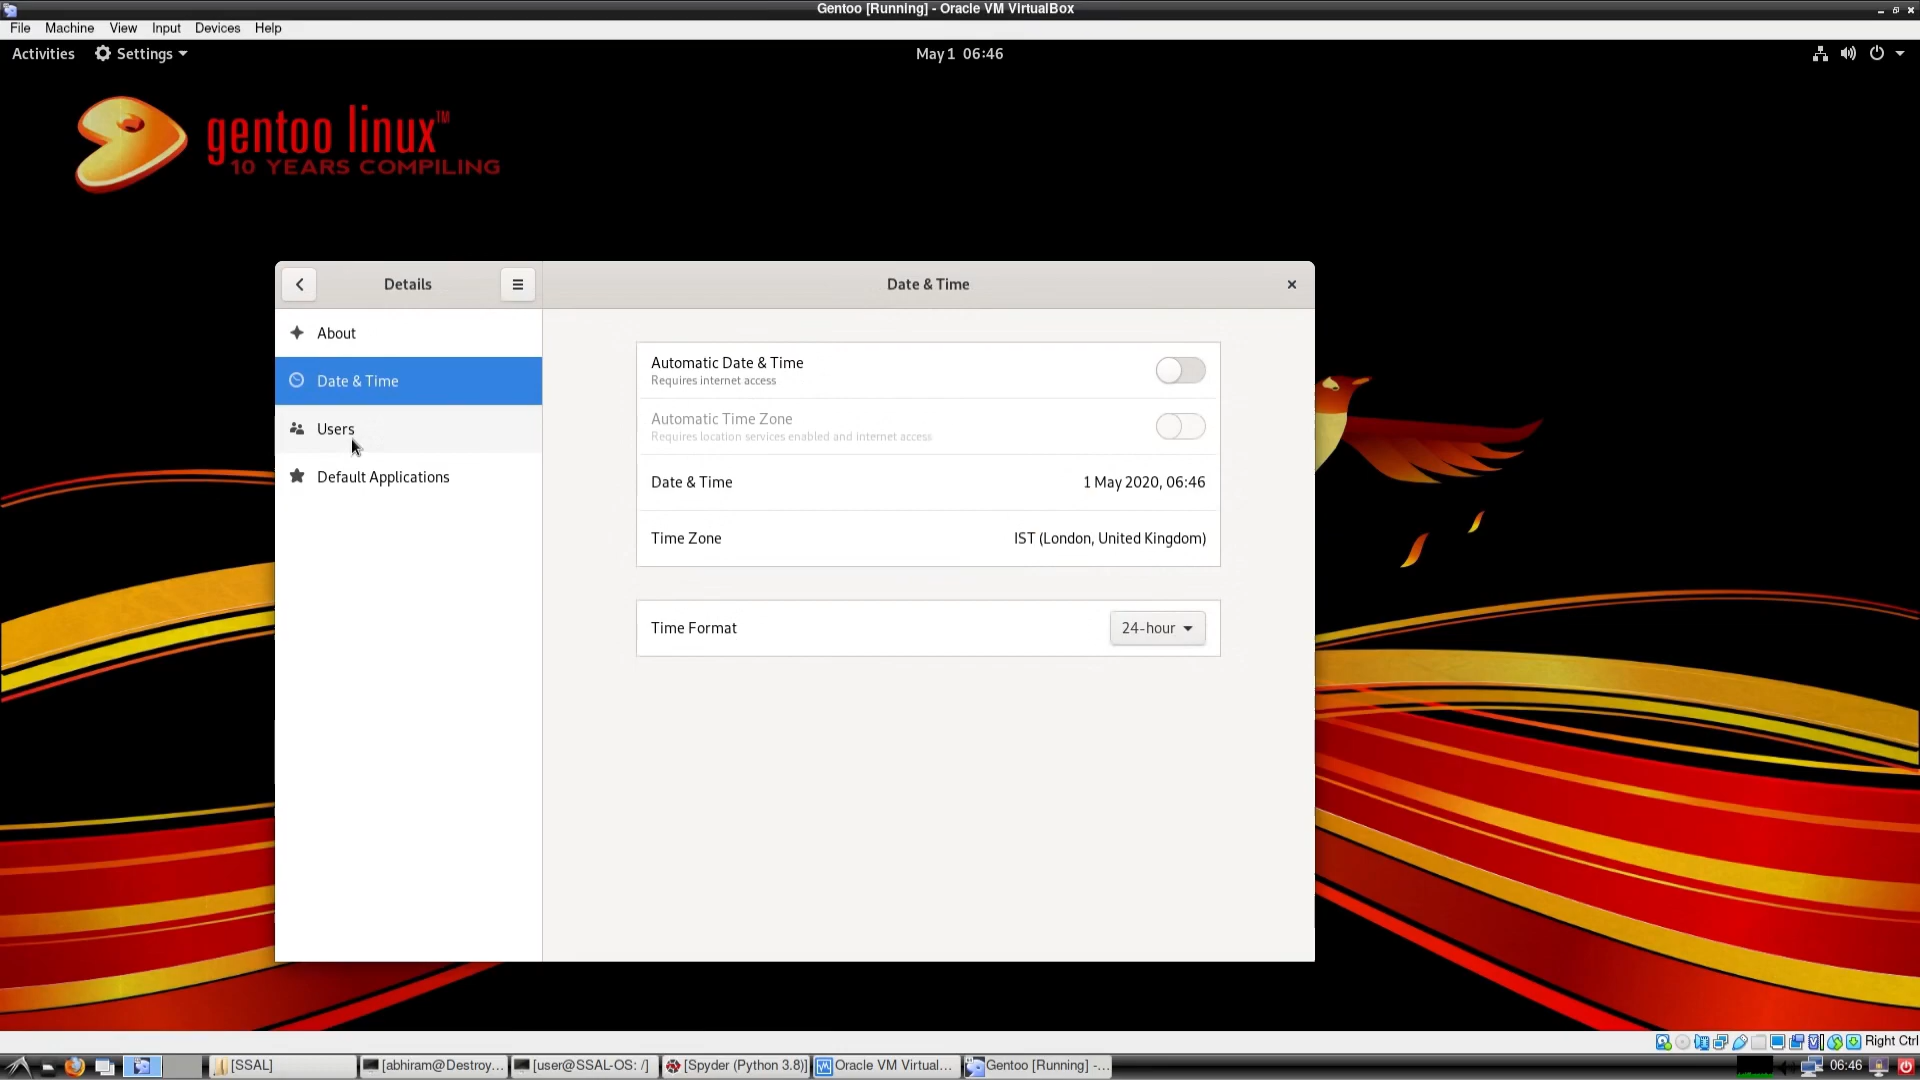 Gentoo [Running] - Oracle VM VirtualBox
File Machine View Input Devices Help
Activities Settings May 1 06:46
gentoo linux™
10 YEARS COMPILING
Details Date & Time
About
Date & Time
Users
Default Applications
Automatic Date & Time
Requires internet access
Automatic Time Zone
Requires location services enabled and internet access
Date & Time 1 May 2020, 06:46
Time Zone IST (London, United Kingdom)
Time Format 24-hour
Right Ctrl
[SSAL] [abhiram@Destroy... [user@SSAL-OS: /] [Spyder (Python 3.8)] Oracle VM Virtual... Gentoo [Running] -... 06:46